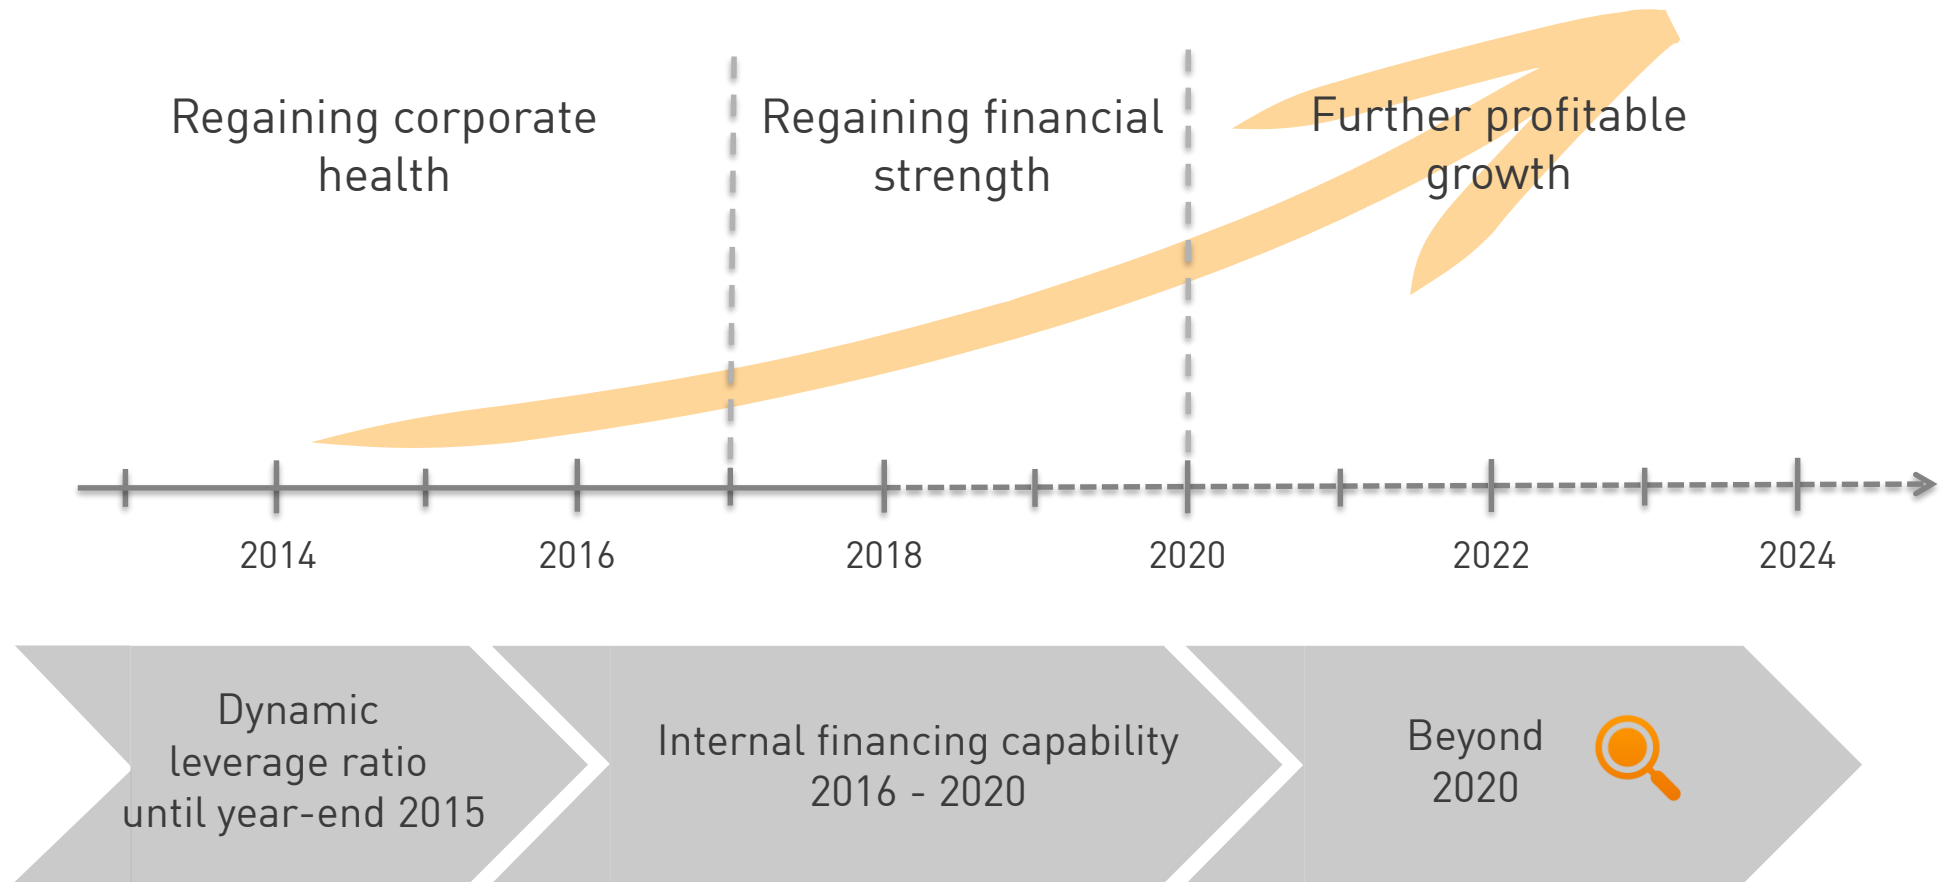 Regaining corporate
health
Regaining financial
strength
Further profitable
growth
2014
2016
2018
2020
2022
2024
Dynamic
leverage ratio
until year-end 2015
Internal financing capability
2016 - 2020
Beyond
2020